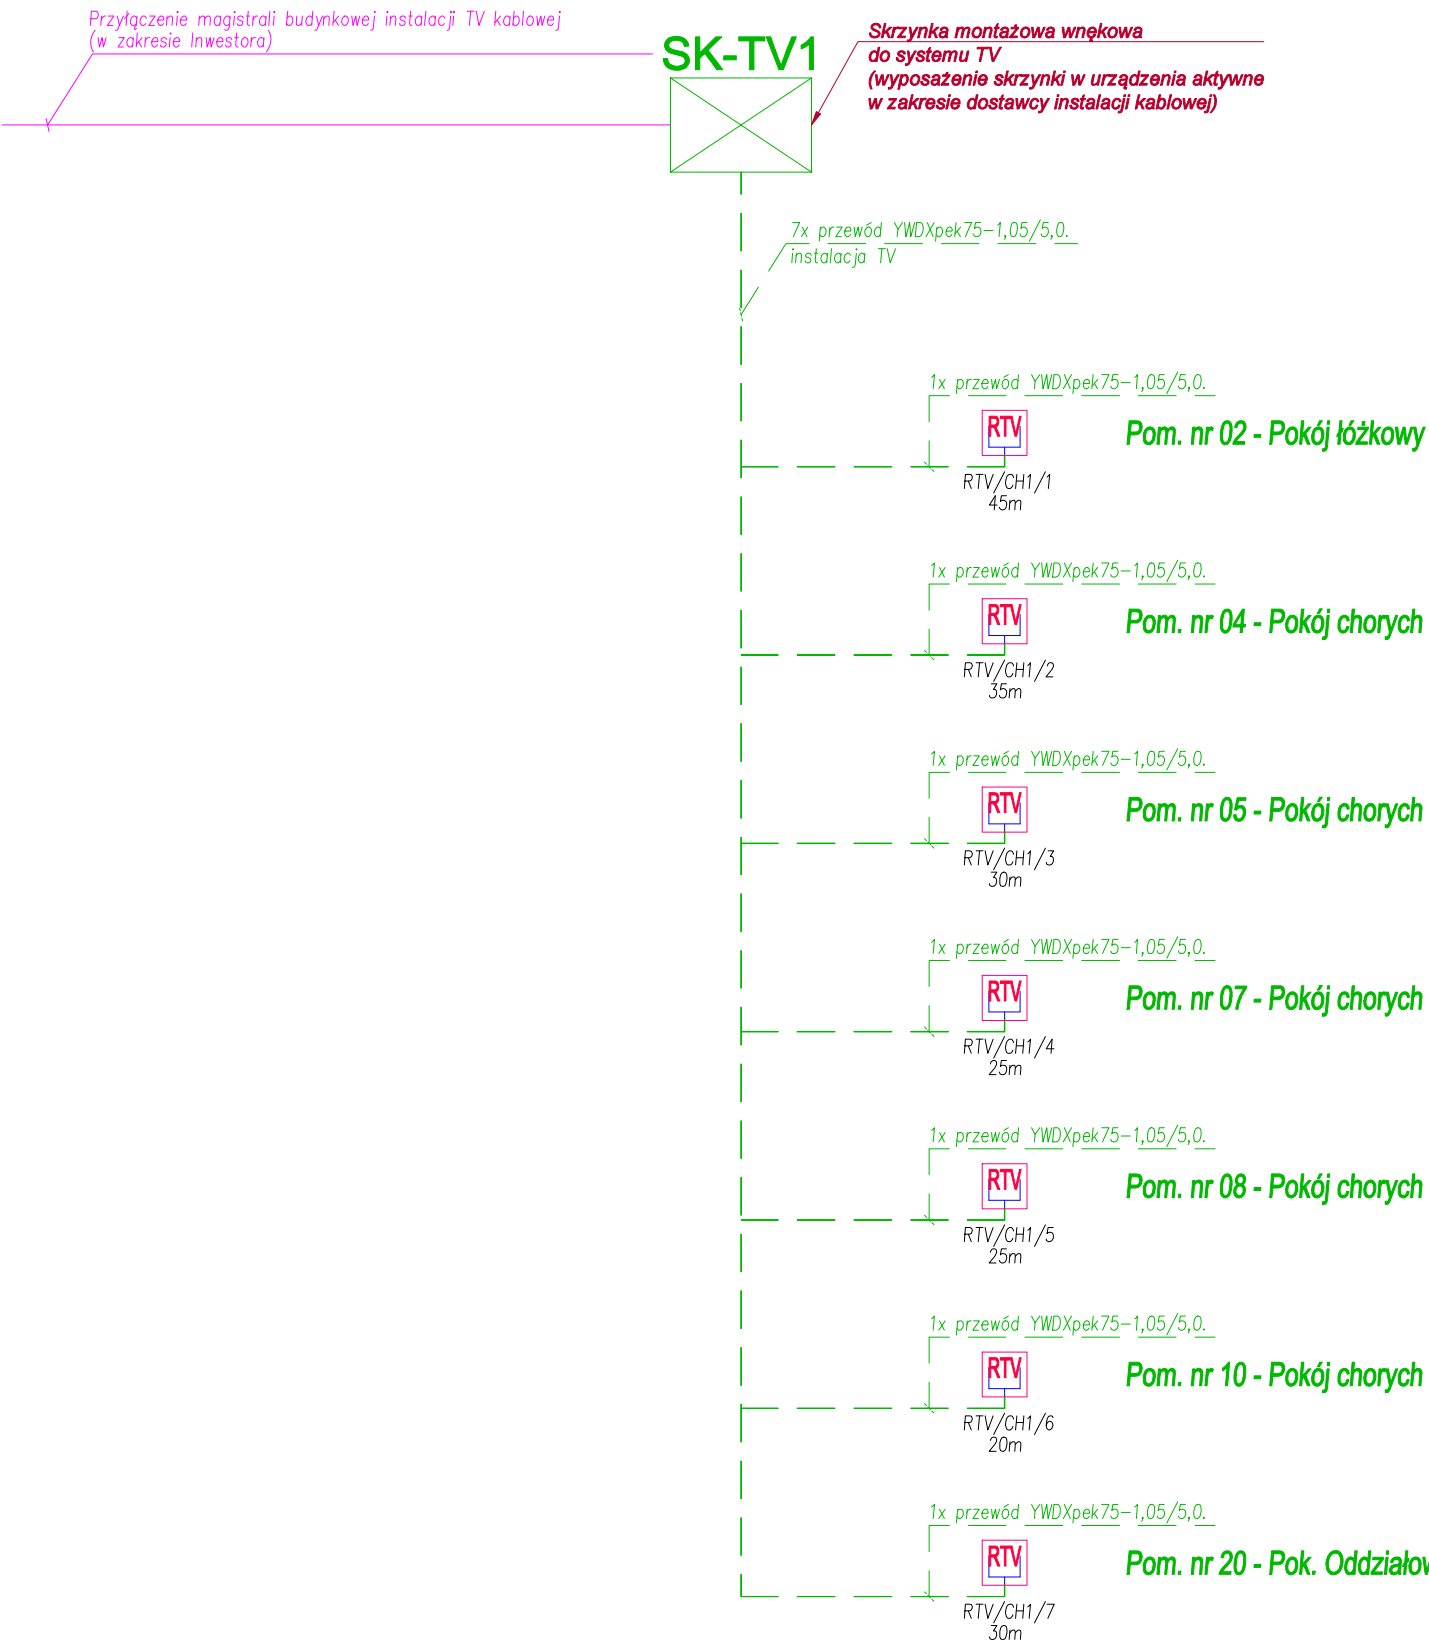 Przyłączenie magistrali budynkowej instalacji TV kablowej
(w zakresie Inwestora)
SK-TV1
Skrzynka montażowa wnękowa
do systemu TV
(wyposażenie skrzynki w urządzenia aktywne
w zakresie dostawcy instalacji kablowej)
7x przewód YWDXpek75-1,05/5,0.
instalacja TV
1x przewód YWDXpek75-1,05/5,0.
RTV
Pom. nr 02 - Pokój łóżkowy
RTV/CH1/1
45m
1x przewód YWDXpek75-1,05/5,0.
RTV
Pom. nr 04 - Pokój chorych
RTV/CH1/2
35m
1x przewód YWDXpek75-1,05/5,0.
RTV
Pom. nr 05 - Pokój chorych
RTV/CH1/3
30m
1x przewód YWDXpek75-1,05/5,0.
RTV
Pom. nr 07 - Pokój chorych
RTV/CH1/4
25m
1x przewód YWDXpek75-1,05/5,0.
RTV
Pom. nr 08 - Pokój chorych
RTV/CH1/5
25m
1x przewód YWDXpek75-1,05/5,0.
RTV
Pom. nr 10 - Pokój chorych
RTV/CH1/6
20m
1x przewód YWDXpek75-1,05/5,0.
RTV
Pom. nr 20 - Pok.
RTV/CH1/7
30m